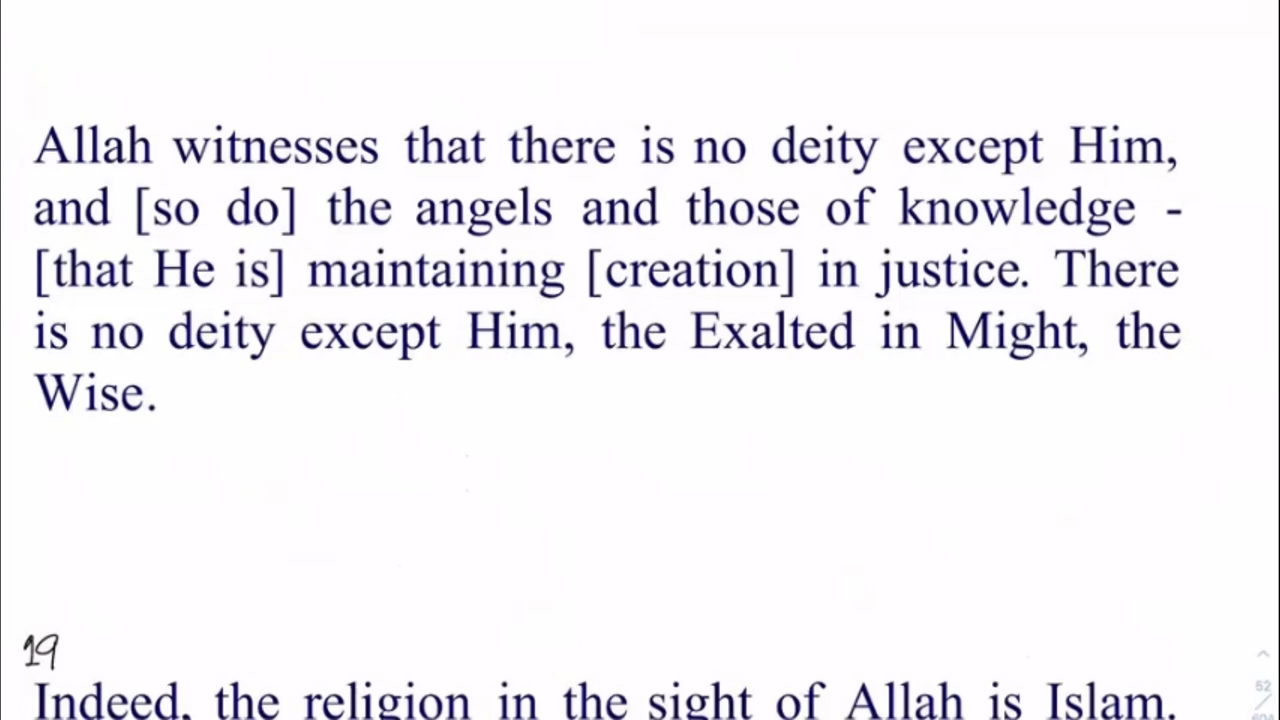 Allah witnesses that there is no deity except Him,
and [so do] the angels and those of knowledge -
[that He is] maintaining [creation] in justice. There
is no deity except Him, the Exalted in Might, the
Wise.
19
Indeed, the religion in the sight of Allah is Islam.
52